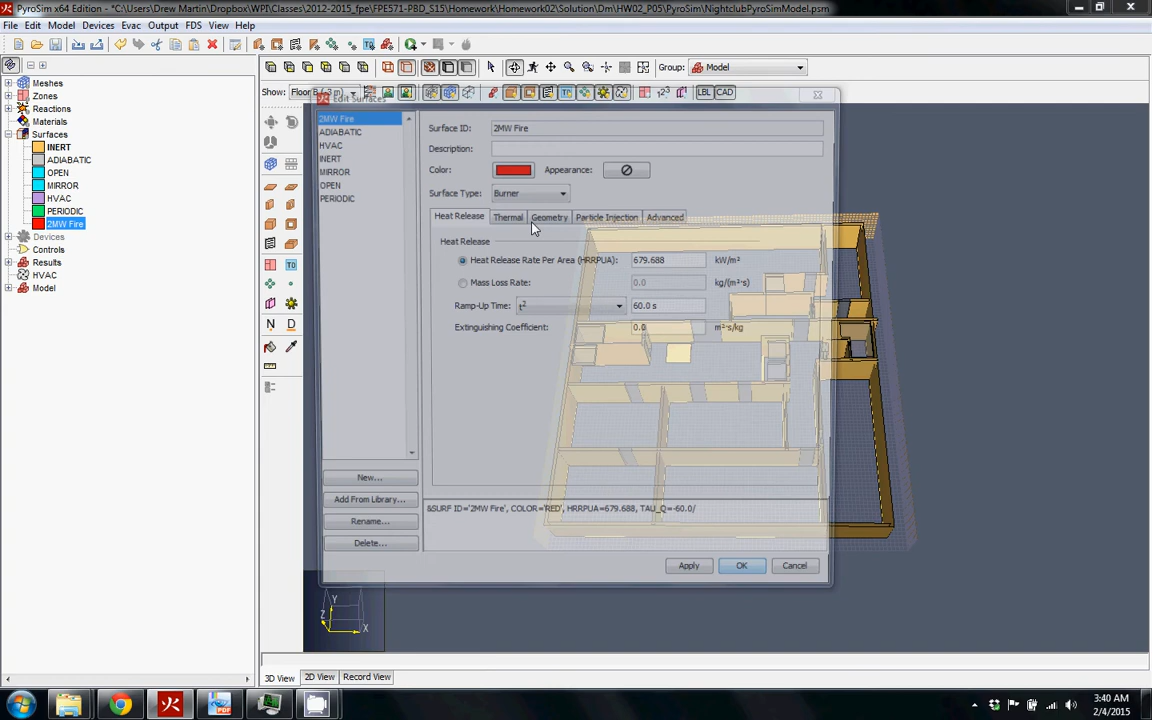 PyroSim x64 Edition - *C:\Users\Drew Martin\Dropbox\WPI\Classes\2012-2015_fpe\FPE571-PBD_S15\Homework\Homework02\Solution\Dm\HW02_P05\PyroSim\NightclubPyroSimModel.psm
File Edit Model Devices Evac Output FDS View Help
Group: Model
Show: Floor
LBL CAD
Meshes
Zones
Reactions
Materials
Surfaces
INERT
ADIABATIC
OPEN
MIRROR
HVAC
PERIODIC
2MW Fire
Devices
Controls
Results
HVAC
Model
Edit Surfaces
2MW Fire
ADIABATIC
HVAC
INERT
MIRROR
OPEN
PERIODIC
New...
Add From Library...
Rename...
Delete...
Surface ID: 2MW Fire
Description:
Color: Appearance:
Surface Type: Burner
Heat Release Thermal Geometry Particle Injection Advanced
Heat Release
Heat Release Rate Per Area (HRRPUA): 679.688 kW/m²
Mass Loss Rate: 0.0 kg/(m²·s)
Ramp-Up Time: t² 60.0 s
Extinguishing Coefficient: 0.0 m²·s/kg
&SURF ID='2MW Fire', COLOR='RED', HRRPUA=679.688, TAU_Q=-60.0/
Apply OK Cancel
Y
Z
X
3D View 2D View Record View
3:40 AM
2/4/2015